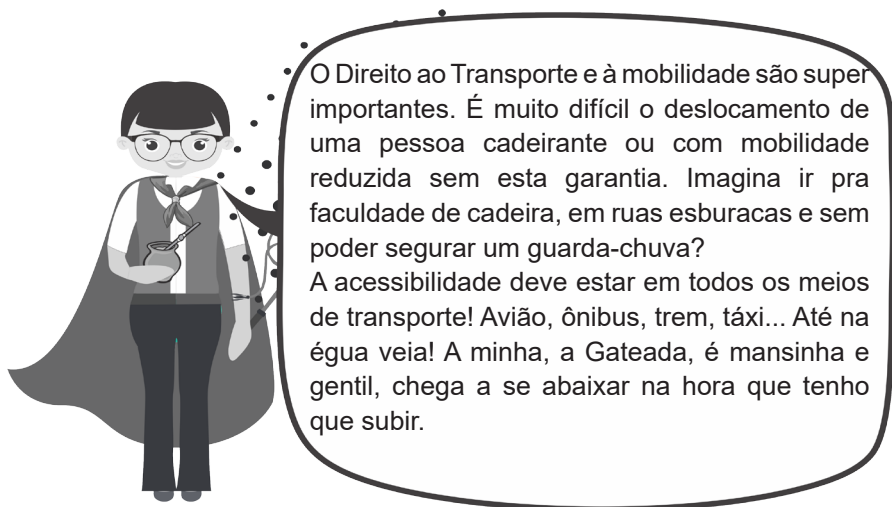 O Direito ao Transporte e à mobilidade são super
importantes. É muito difícil o deslocamento de
uma pessoa cadeirante ou com mobilidade
reduzida sem esta garantia. Imagina ir pra
faculdade de cadeira, em ruas esburacas e sem
poder segurar um guarda-chuva?
A acessibilidade deve estar em todos os meios
de transporte! Avião, ônibus, trem, táxi... Até na
égua veia! A minha, a Gateada, é mansinha e
gentil, chega a se abaixar na hora que tenho
que subir.